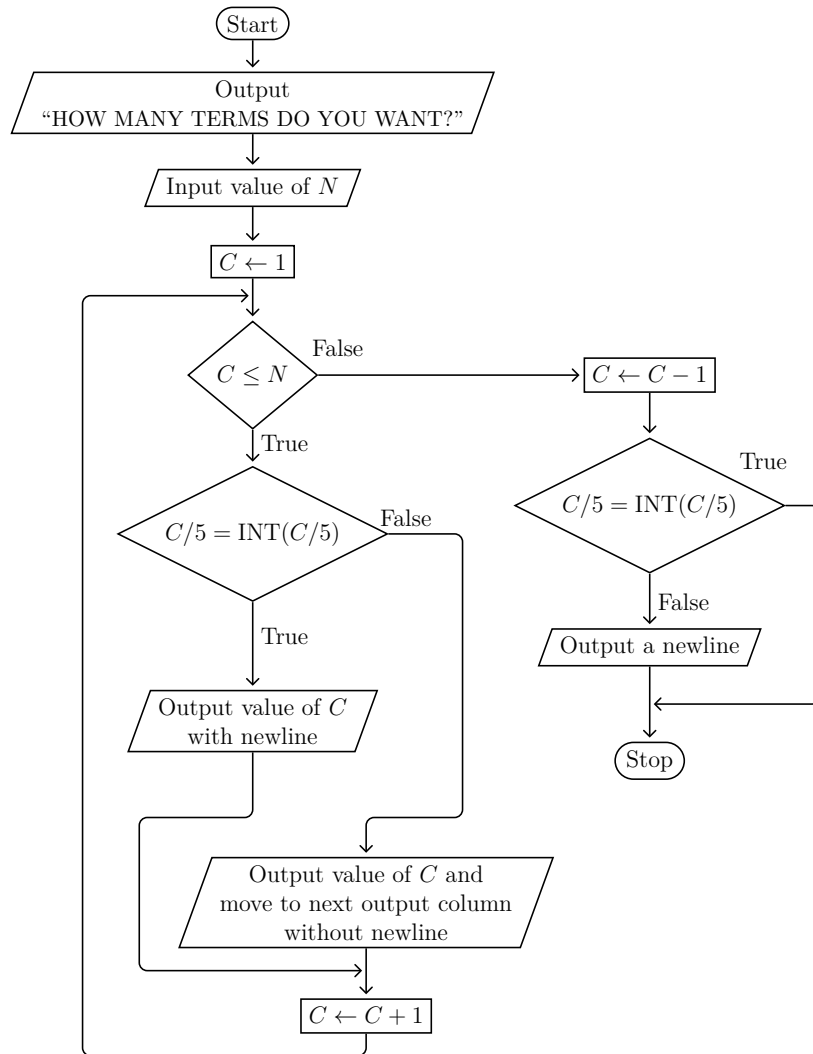 Start
Output
“HOW MANY TERMS DO YOU WANT?”
Input value of N
C ← 1
C ≤ N
False
C ← C − 1
True
C/5 = INT(C/5)
False
True
C/5 = INT(C/5)
True
False
Output a newline
Output value of C
with newline
Stop
Output value of C and
move to next output column
without newline
C ← C + 1